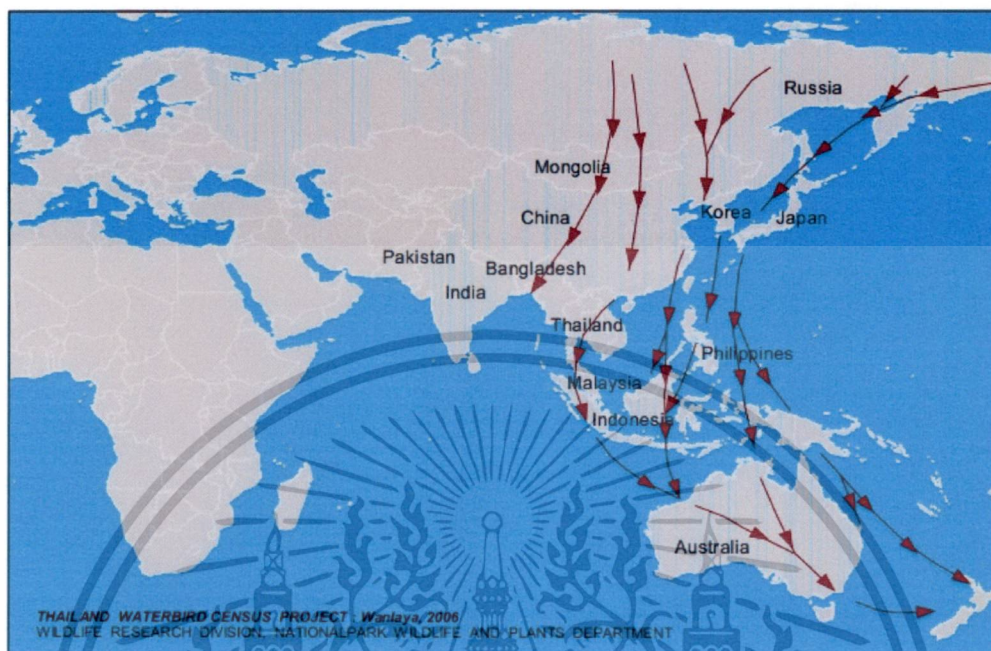 Russia
Mongolia
China
Korea
Japan
Pakistan
Bangladesh
India
Thailand
Philippines
Malaysia
Indonesia
Australia
THAILAND WATERBIRD CENSUS PROJECT : Wanlaya, 2006
WILDLIFE RESEARCH DIVISION. NATIONALPARK WILDLIFE AND PLANTS DEPARTMENT